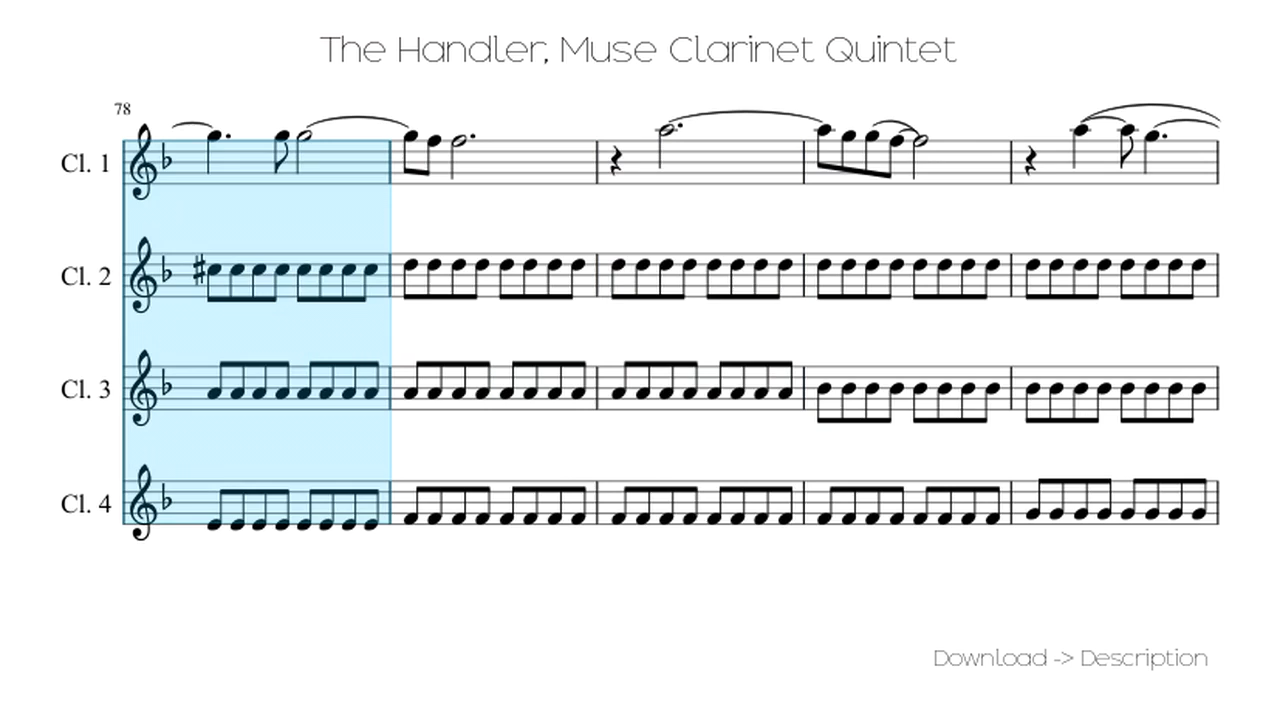 The Handler, Muse Clarinet Quintet
78
Cl. 1
Cl. 2
Cl. 3
Cl. 4
Download -> Description